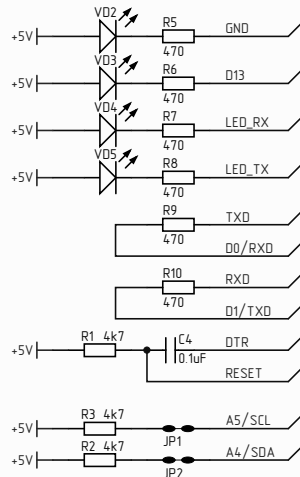 VD2
R5
GND
+5V
470
VD3
R6
D13
+5V
470
VD4
R7
LED_RX
+5V
470
VD5
R8
LED_TX
+5V
470
R9
TXD
470
D0/RXD
R10
RXD
470
D1/TXD
R1 4k7
C4
DTR
+5V
0.1uF
RESET
R3 4k7
A5/SCL
+5V
JP1
R2 4k7
A4/SDA
+5V
JP2